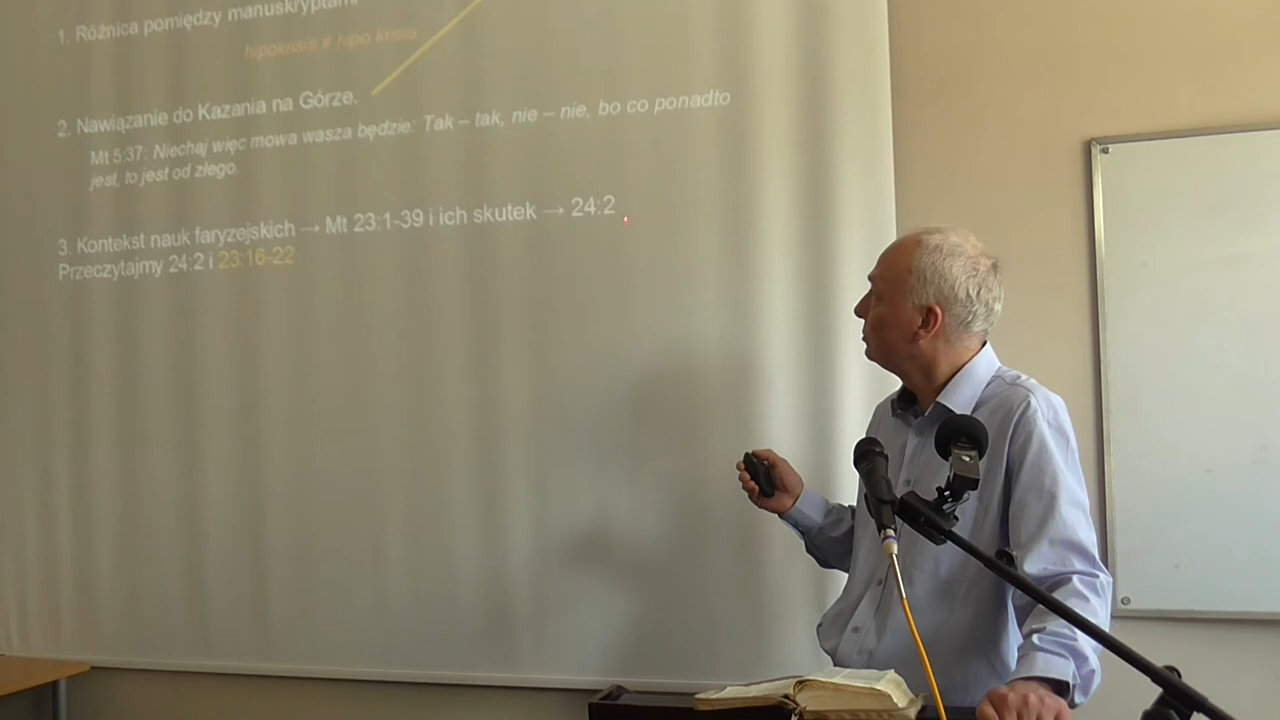 1. Różnica pomiędzy manuskryptami
hipokrisis ≠ hipo krisis
2. Nawiązanie do Kazania na Górze.
Mt 5:37: Niechaj więc mowa wasza będzie: Tak – tak, nie – nie, bo co ponadto
jest, to jest od złego.
3. Kontekst nauk faryzejskich → Mt 23:1-39 i ich skutek → 24:2
Przeczytajmy 24:2 i 23:16-22